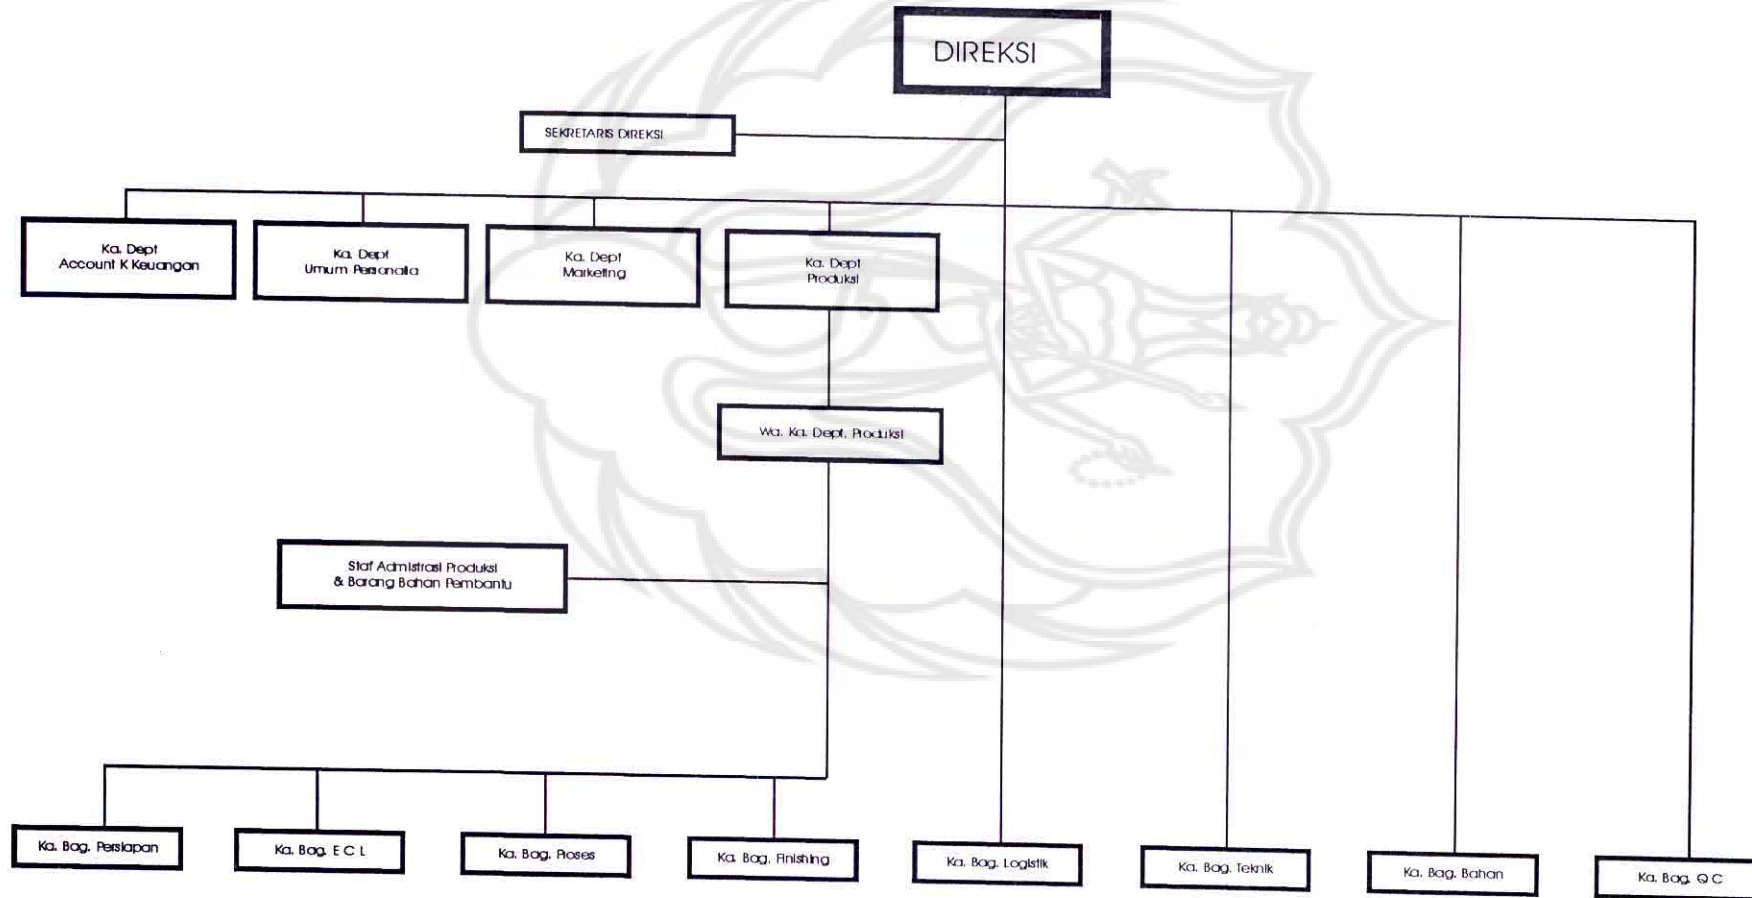 DIREKSI
SEKRETARIS DIREKSI
Ka. Dept
Account K Keuangan
Ka. Dept
Umum Personalia
Ka. Dept
Marketing
Ka. Dept
Produksi
Wa. Ka. Dept. Produksi
Staf Admistrasi Produksi
& Barang Bahan Pembantu
Ka. Bag. Persiapan
Ka. Bag. E C L
Ka. Bag. Proses
Ka. Bag. Finishing
Ka. Bag. Logistik
Ka. Bag. Teknik
Ka. Bag. Bahan
Ka. Bag. Q C